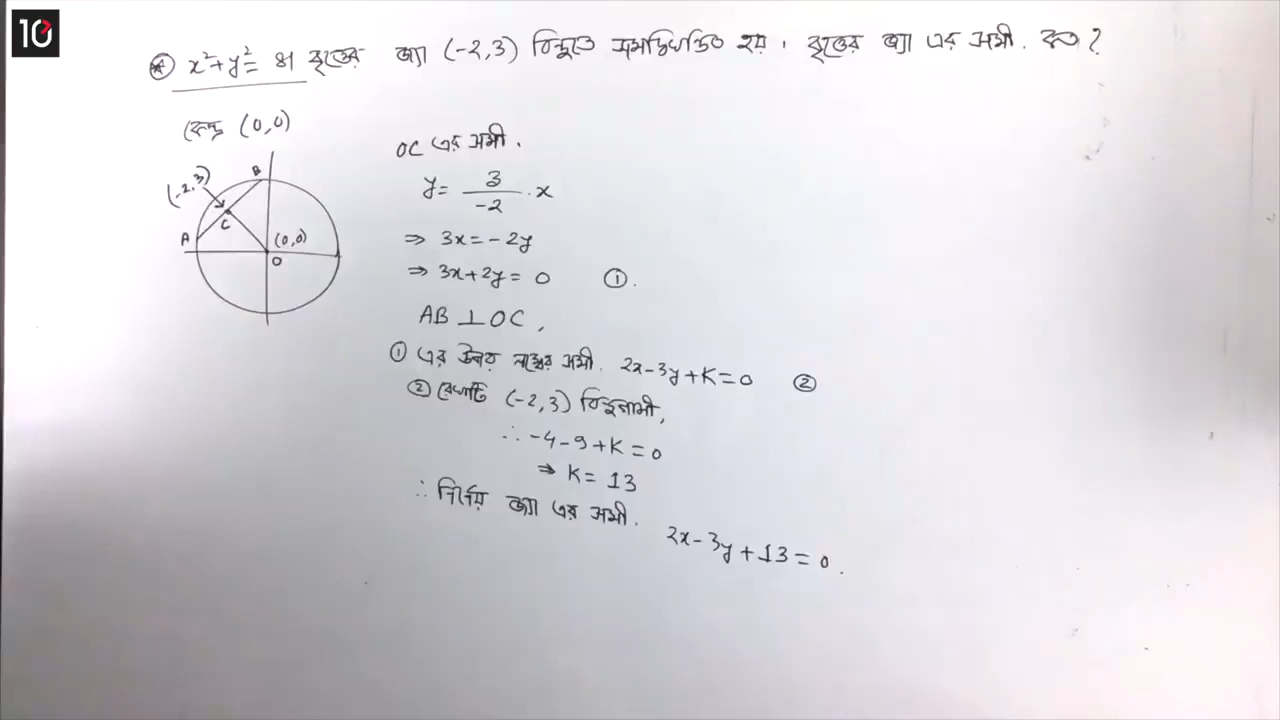 10
⊛ x²+y²= ৪১ বৃত্তের জ্যা (-2,3) বিন্দুতে সমদ্বিখন্ডিত হয়। বৃত্তের জ্যা এর সমী. কত?
কেন্দ্র (0,0)
(-2,3)
B
A
C
(0,0)
O
OC এর সমী.
y= 3/-2 . x
⇒ 3x=-2y
⇒ 3x+2y= 0 ①.
AB ⊥ OC,
① এর উপর লম্বের সমী. 2x-3y+K=0 ②
② রেখাটি (-2,3) বিন্দুগামী,
∴ -4-9+K=0
⇒ K= 13
∴ নির্ণেয় জ্যা এর সমী. 2x-3y+13=0.